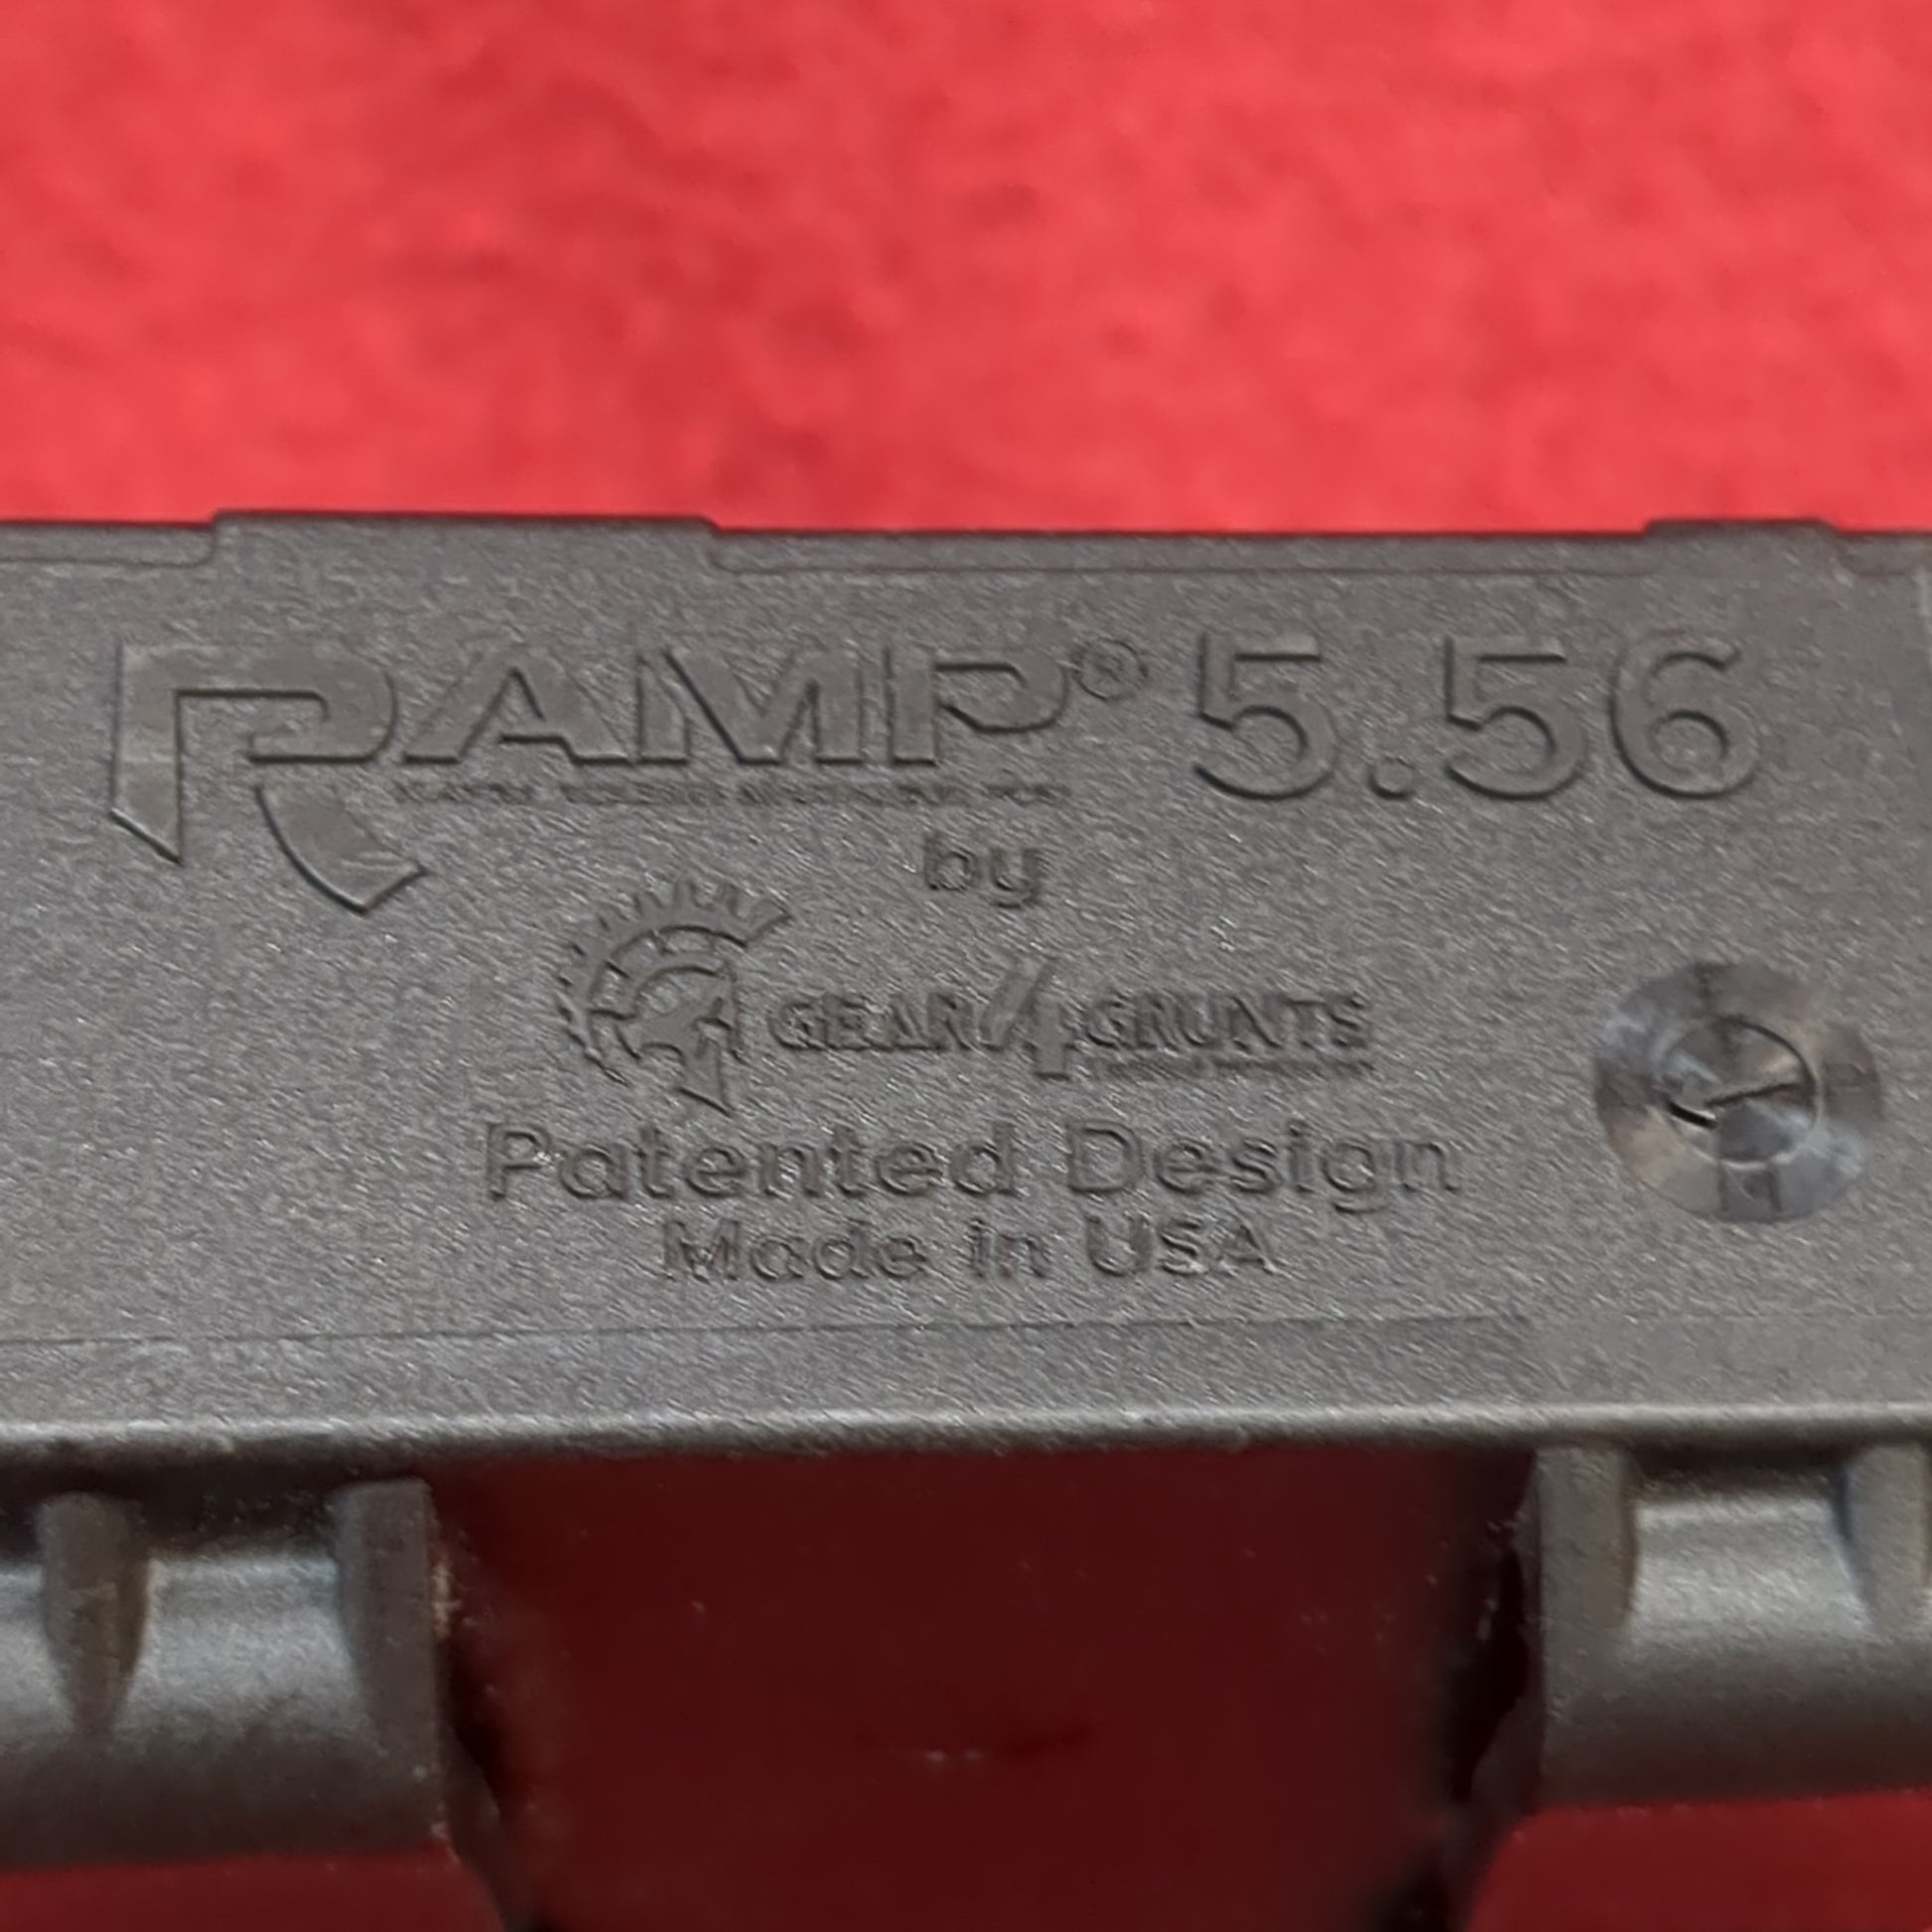 RAMP® 5.56
by
GEAR4GRUNTS
Patented Design
Made in USA